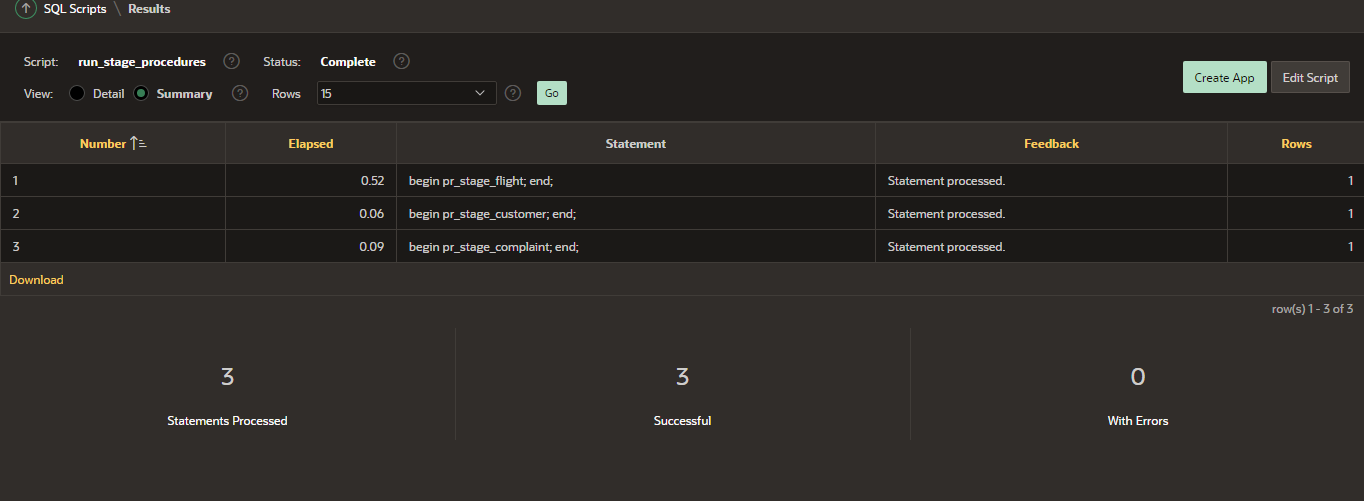 SQL Scripts \ Results
Script: run_stage_procedures ? Status: Complete ?
Create App Edit Script
View: Detail Summary ? Rows 15 ? Go
Number Elapsed Statement Feedback Rows
1 0.52 begin pr_stage_flight; end; Statement processed. 1
2 0.06 begin pr_stage_customer; end; Statement processed. 1
3 0.09 begin pr_stage_complaint; end; Statement processed. 1
Download
row(s) 1 - 3 of 3
3 3 0
Statements Processed Successful With Errors